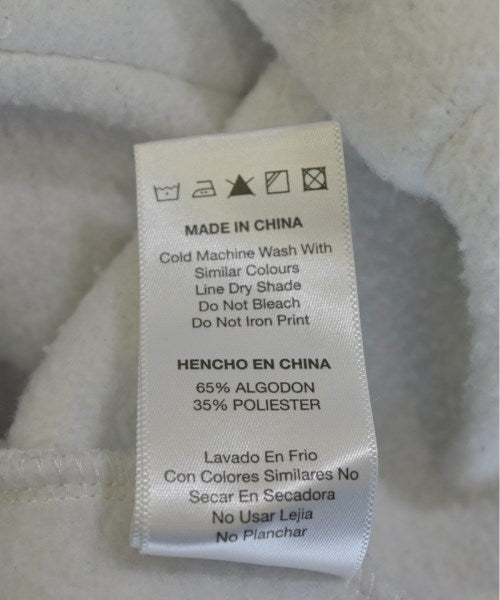 MADE IN CHINA
Cold Machine Wash With
Similar Colours
Line Dry Shade
Do Not Bleach
Do Not Iron Print
HENCHO EN CHINA
65% ALGODON
35% POLIESTER
Lavado En Frio
Con Colores Similares No
Secar En Secadora
No Usar Lejia
No Planchar